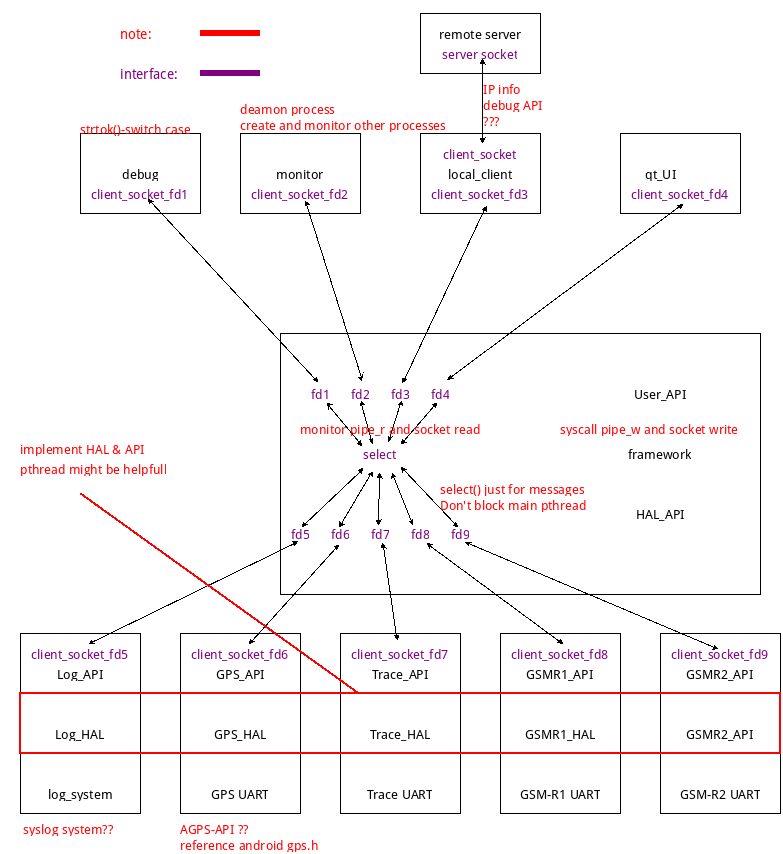 note:
interface:
remote server
server socket
IP info
debug API
???
strtok()-switch case
deamon process
create and monitor other processes
debug
client_socket_fd1
monitor
client_socket_fd2
client_socket
local_client
client_socket_fd3
qt_UI
client_socket_fd4
fd1
fd2
fd3
fd4
User_API
monitor pipe_r and socket read
syscall pipe_w and socket write
select
framework
implement HAL & API
pthread might be helpfull
select() just for messages
Don't block main pthread
HAL_API
fd5
fd6
fd7
fd8
fd9
client_socket_fd5
Log_API
client_socket_fd6
GPS_API
client_socket_fd7
Trace_API
client_socket_fd8
GSMR1_API
client_socket_fd9
GSMR2_API
Log_HAL
GPS_HAL
Trace_HAL
GSMR1_HAL
GSMR2_API
log_system
GPS UART
Trace UART
GSM-R1 UART
GSM-R2 UART
syslog system??
AGPS-API ??
reference android gps.h